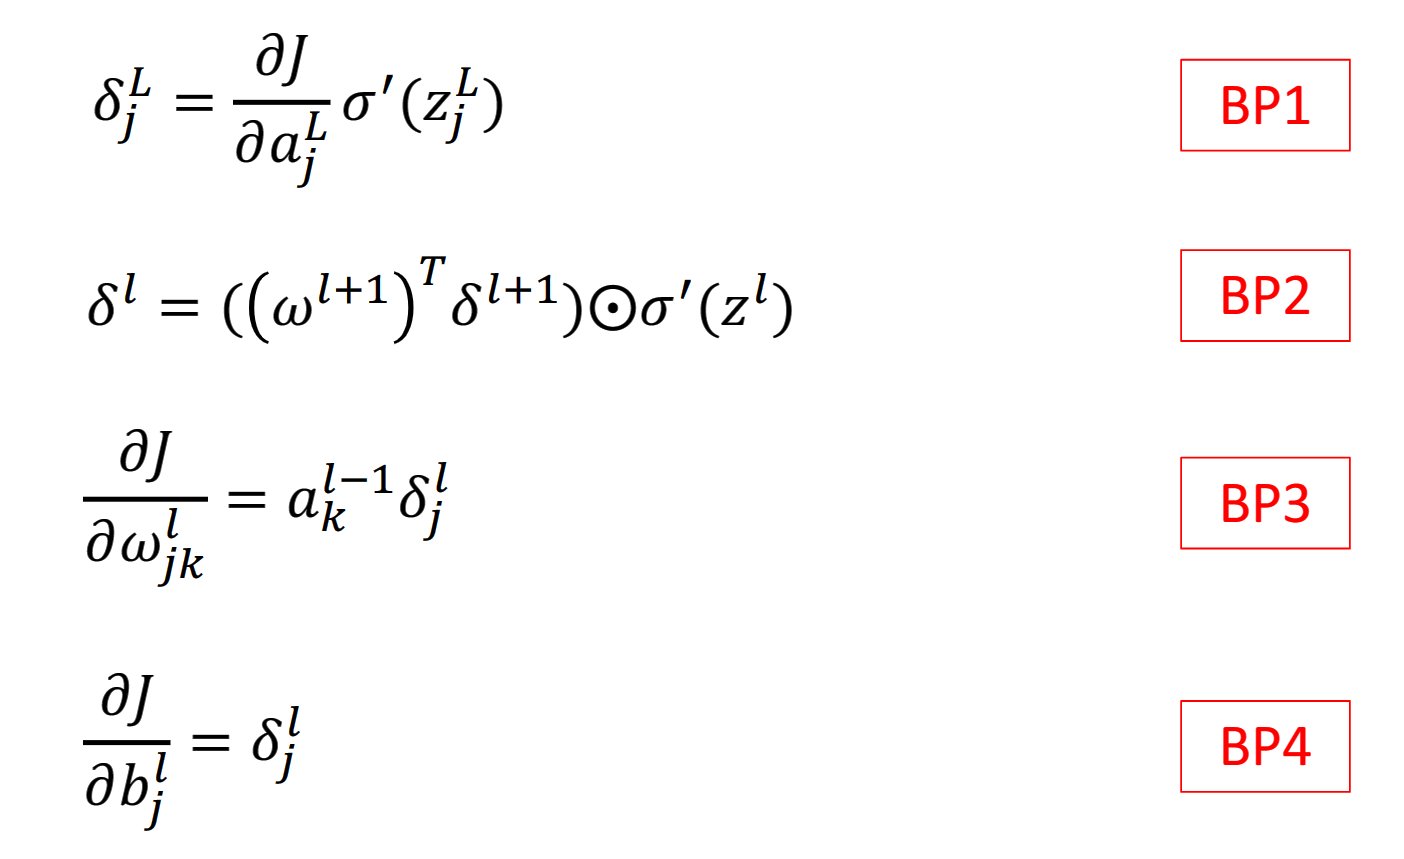 δ_j^L = ∂J/∂a_j^L σ′(z_j^L) BP1
δ^l = ((ω^{l+1})^T δ^{l+1})⊙σ′(z^l) BP2
∂J/∂ω_{jk}^l = a_k^{l−1} δ_j^l BP3
∂J/∂b_j^l = δ_j^l BP4